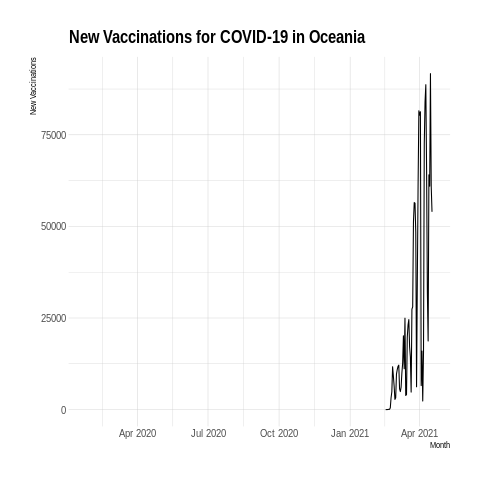 New Vaccinations for COVID-19 in Oceania
New Vaccinations
75000
50000
25000
0
Apr 2020 Jul 2020 Oct 2020 Jan 2021 Apr 2021
Month